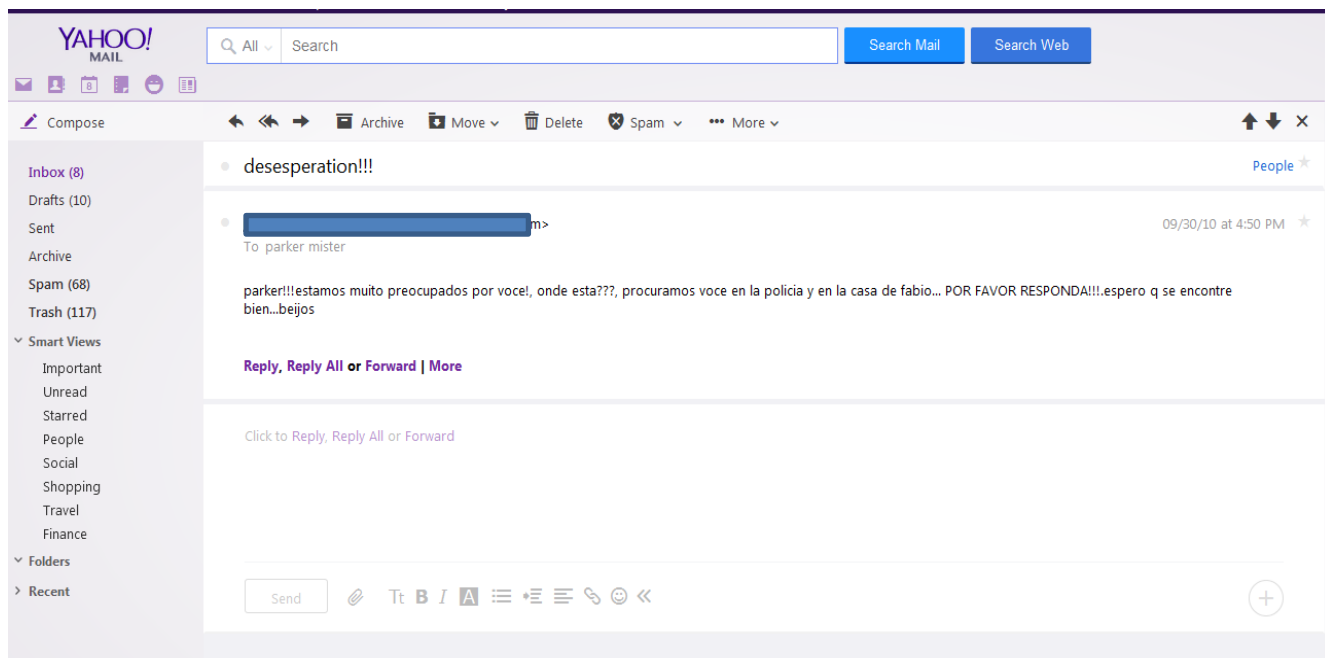 YAHOO!
MAIL
All Search Search Mail Search Web
8
Compose Archive Move Delete Spam More
Inbox (8)
Drafts (10)
Sent
Archive
Spam (68)
Trash (117)
Smart Views
Important
Unread
Starred
People
Social
Shopping
Travel
Finance
Folders
Recent
desesperation!!! People
m> 09/30/10 at 4:50 PM
To parker mister
parker!!!estamos muito preocupados por voce!, onde esta???, procuramos voce en la policia y en la casa de fabio... POR FAVOR RESPONDA!!!.espero q se encontre
bien...beijos
Reply, Reply All or Forward | More
Click to Reply, Reply All or Forward
Send Tt B I A